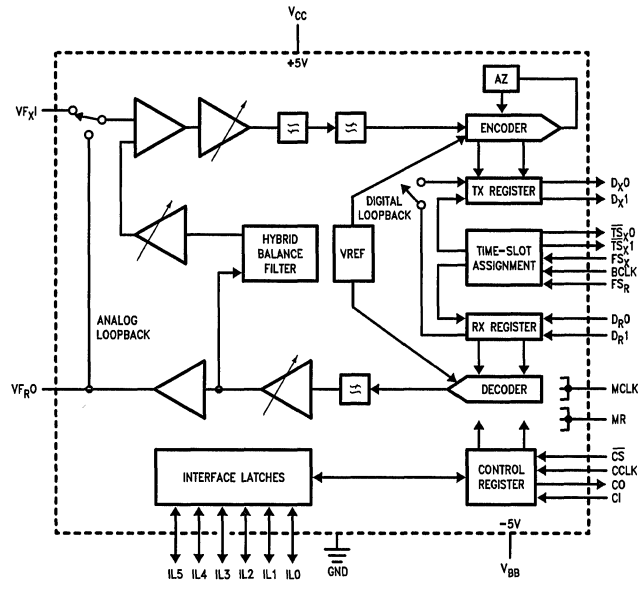 VCC
+5V
VFXI
AZ
ENCODER
TX REGISTER
DX0
DX1
DIGITAL
LOOPBACK
HYBRID
BALANCE
FILTER
VREF
TIME-SLOT
ASSIGNMENT
TSX0
TSX1
FSX
BCLK
FSR
ANALOG
LOOPBACK
RX REGISTER
DR0
DR1
VFRO
DECODER
MCLK
MR
INTERFACE LATCHES
CONTROL
REGISTER
CS
CCLK
CO
CI
-5V
IL5 IL4 IL3 IL2 IL1 IL0
GND
VBB